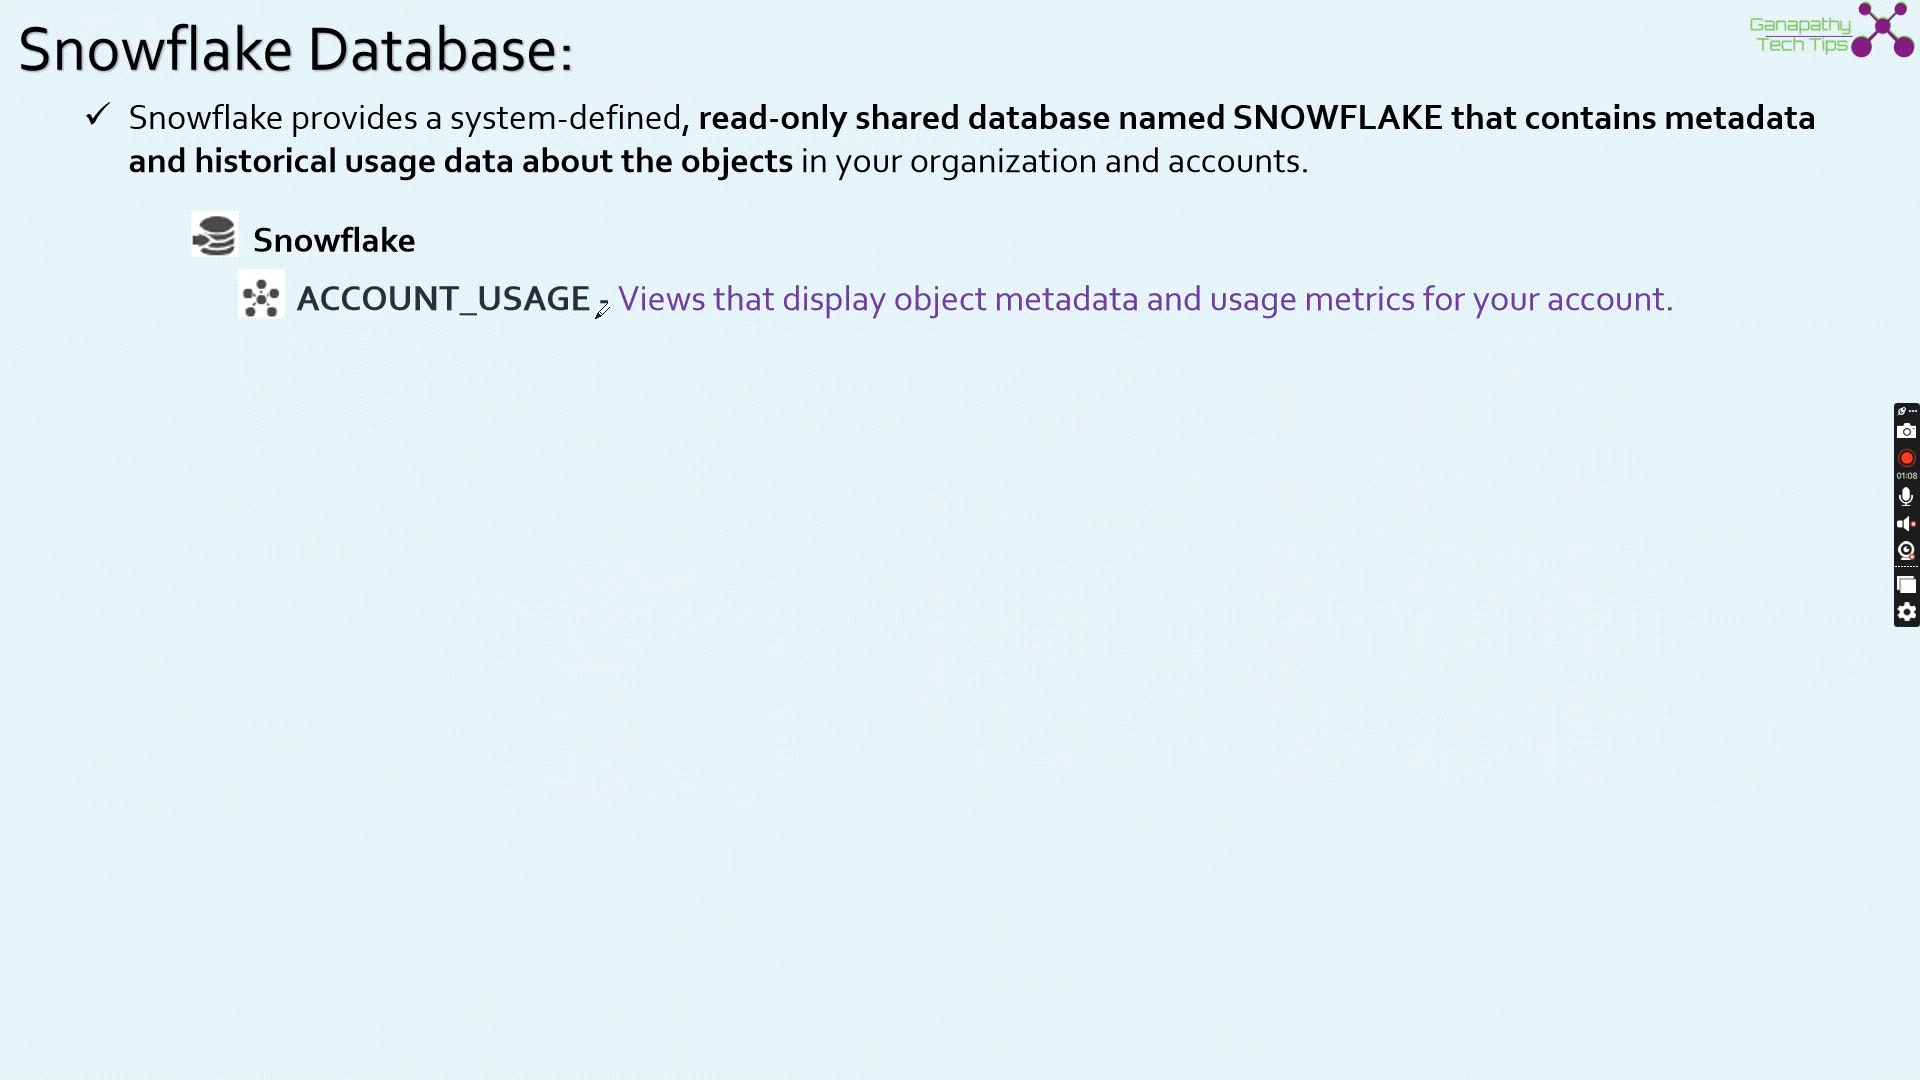 Snowflake Database:
Ganapathy
Tech Tips
✓ Snowflake provides a system-defined, read-only shared database named SNOWFLAKE that contains metadata
and historical usage data about the objects in your organization and accounts.
Snowflake
ACCOUNT_USAGE - Views that display object metadata and usage metrics for your account.
01:08